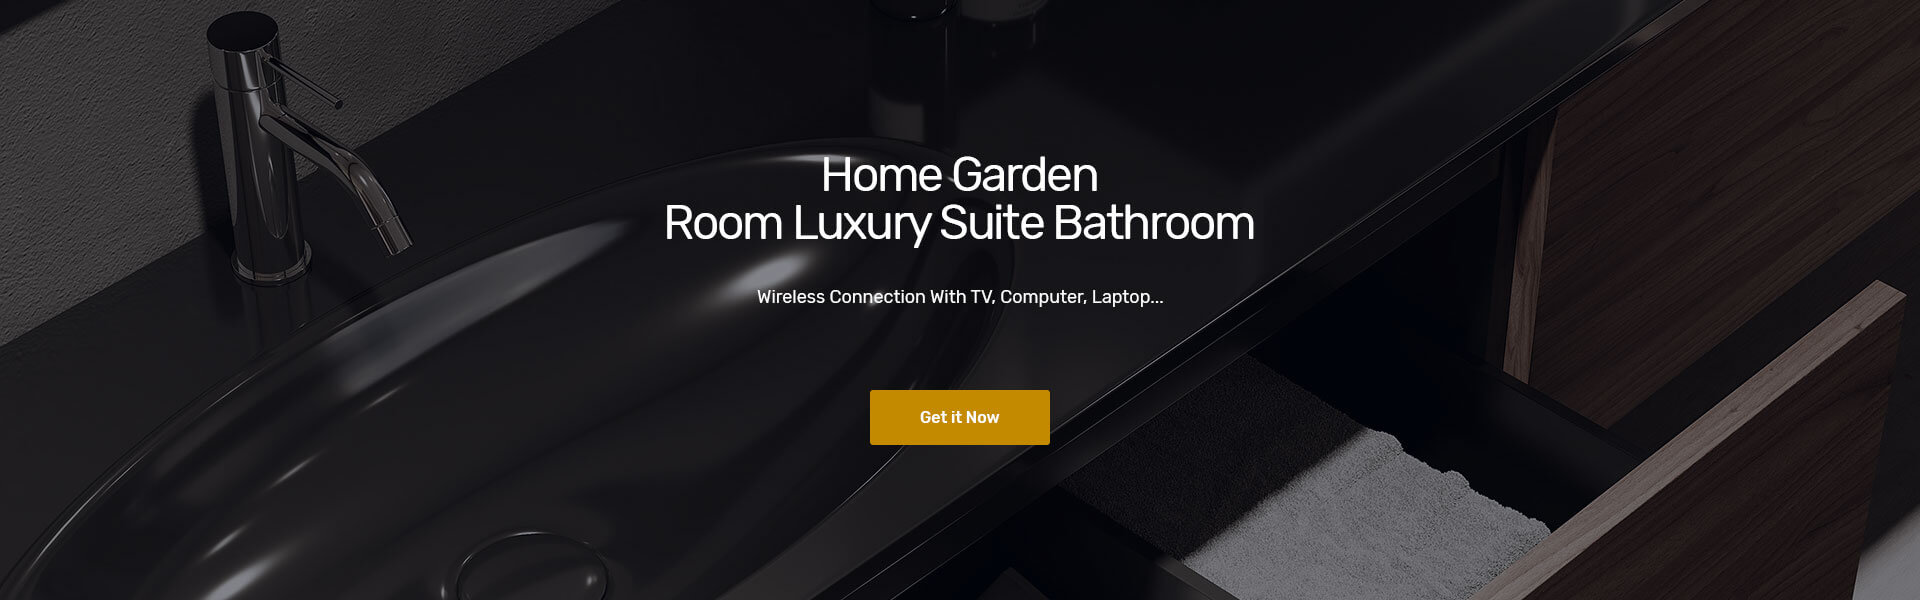 Home Garden
Room Luxury Suite Bathroom
Wireless Connection With TV, Computer, Laptop...
Get it Now